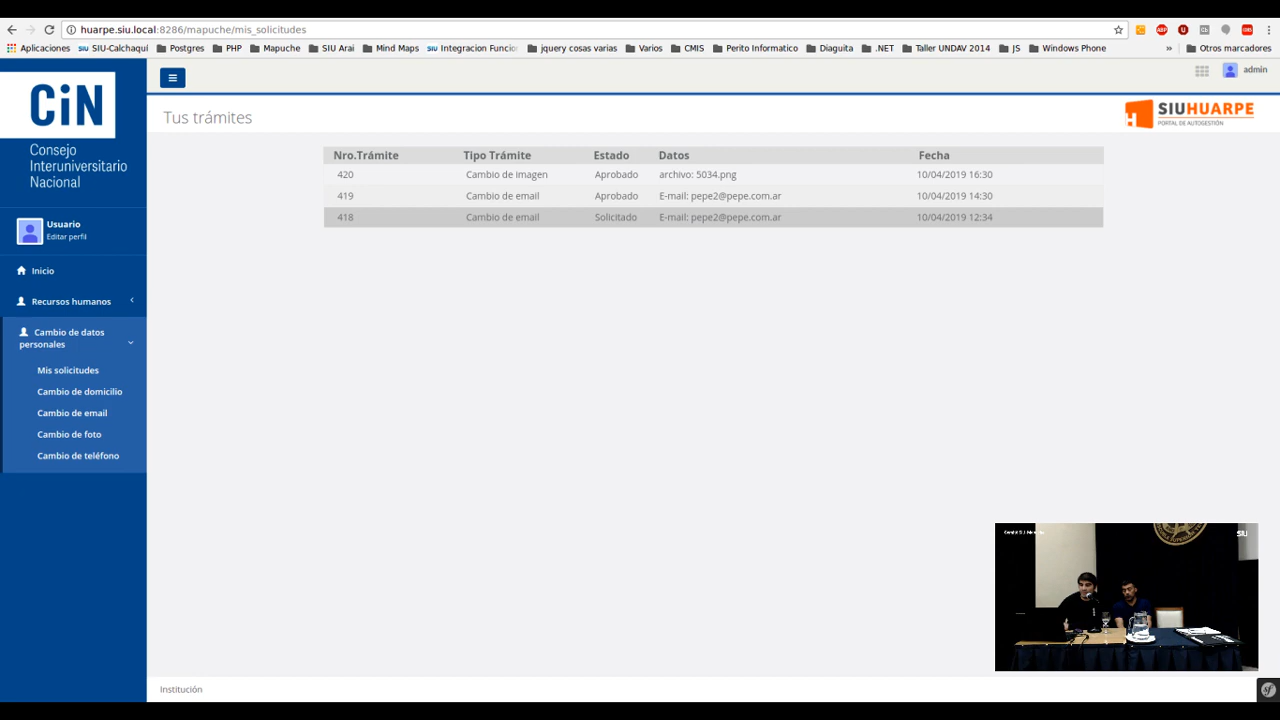 huarpe.siu.local:8286/mapuche/mis_solicitudes
Aplicaciones SIU-Calchaquí Postgres PHP Mapuche SIU Arai Mind Maps Integracion Funcio jquery cosas varias Varios CMIS Perito Informatico Diaguita .NET Taller UNDAV 2014 JS Windows Phone » Otros marcadores
admin
CiN
Consejo
Interuniversitario
Nacional
Usuario
Editar perfil
Inicio
Recursos humanos
Cambio de datos
personales
Mis solicitudes
Cambio de domicilio
Cambio de email
Cambio de foto
Cambio de teléfono
Tus trámites
SIUHUARPE
PORTAL DE AUTOGESTIÓN
Nro.Trámite Tipo Trámite Estado Datos Fecha
420 Cambio de imagen Aprobado archivo: 5034.png 10/04/2019 16:30
419 Cambio de email Aprobado E-mail: pepe2@pepe.com.ar 10/04/2019 14:30
418 Cambio de email Solicitado E-mail: pepe2@pepe.com.ar 10/04/2019 12:34
SIU
Institución